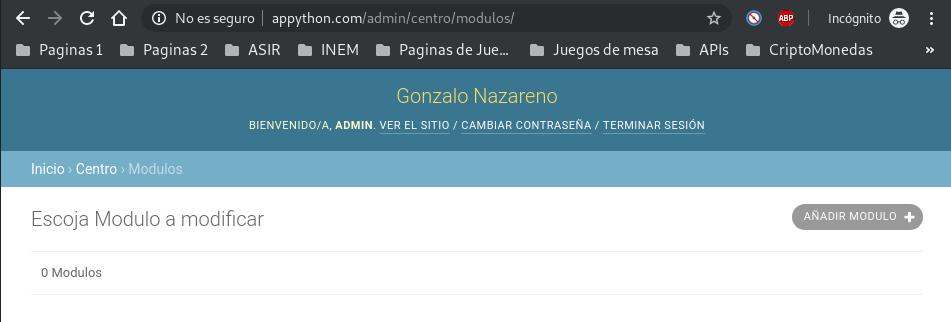 No es seguro | appython.com/admin/centro/modulos/
ABP
Incógnito
Paginas 1 Paginas 2 ASIR INEM Paginas de Jue... Juegos de mesa APIs CriptoMonedas »
Gonzalo Nazareno
BIENVENIDO/A, ADMIN. VER EL SITIO / CAMBIAR CONTRASEÑA / TERMINAR SESIÓN
Inicio › Centro › Modulos
Escoja Modulo a modificar
AÑADIR MODULO +
0 Modulos